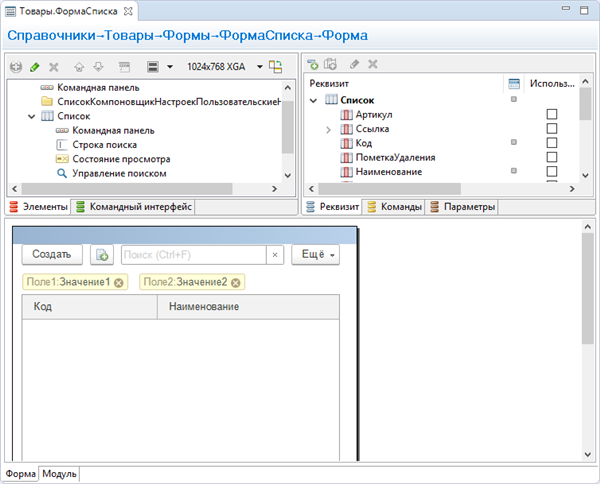 Товары.ФормаСписка
Справочники→Товары→Формы→ФормаСписка→Форма
1024x768 XGA
Командная панель
СписокКомпоновщикНастроекПользовательскиеН
Список
Командная панель
Строка поиска
Состояние просмотра
Управление поиском
Элементы Командный интерфейс
Реквизит Использ...
Список
Артикул
Ссылка
Код
ПометкаУдаления
Наименование
Реквизит Команды Параметры
Создать Поиск (Ctrl+F) × Ещё
Поле1:Значение1 Поле2:Значение2
Код Наименование
Форма Модуль